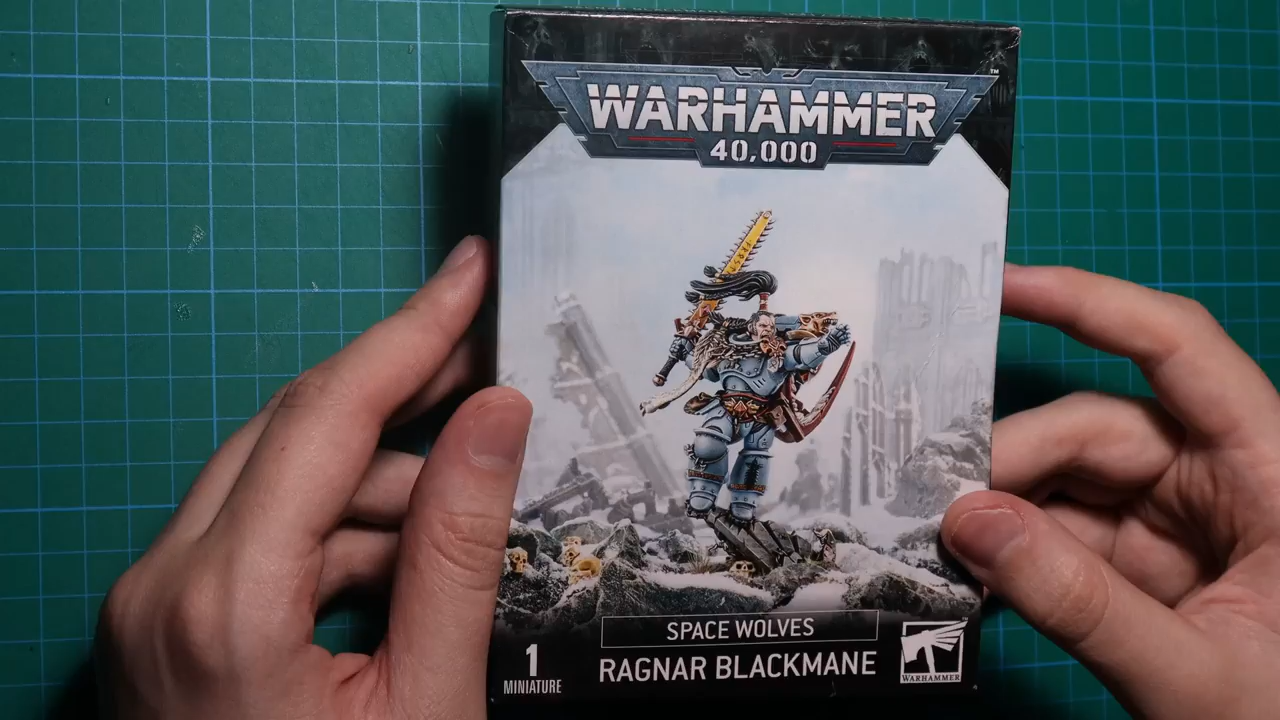 WARHAMMER
40,000
SPACE WOLVES
RAGNAR BLACKMANE
1
MINIATURE
WARHAMMER